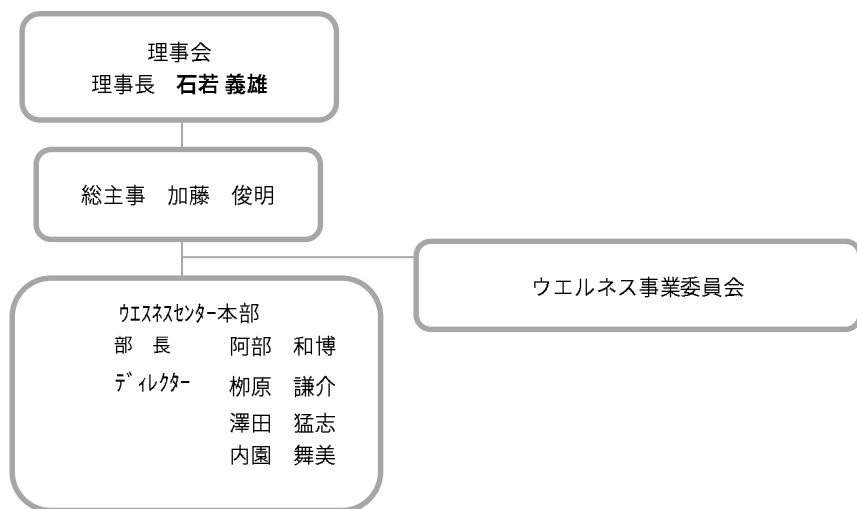 理事会
理事長　石若 義雄
総主事　加藤　俊明
ウエルネス事業委員会
ｳｴｽﾈｽｾﾝﾀｰ本部
部　長　　　阿部　和博
ﾃﾞｨﾚｸﾀｰ　　栁原　謙介
澤田　猛志
内園　舞美